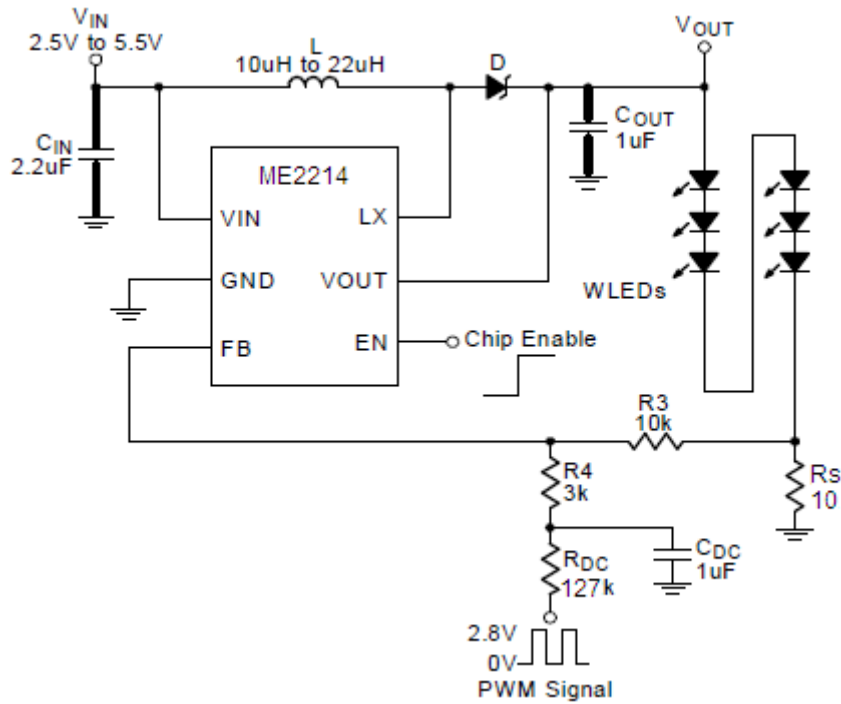 VIN
2.5V to 5.5V
L
10uH to 22uH
D
VOUT
CIN
2.2uF
COUT
1uF
ME2214
VIN
LX
GND
VOUT
FB
EN
Chip Enable
WLEDs
R3
10k
R4
3k
Rs
10
RDC
127k
CDC
1uF
2.8V
0V
PWM Signal